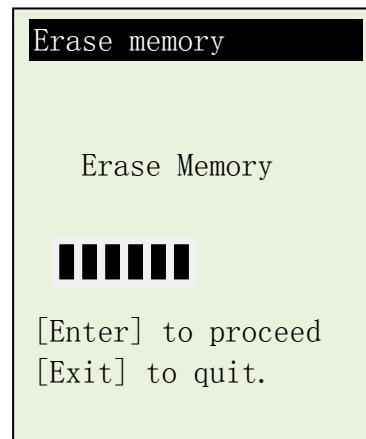 Erase memory
Erase Memory
[Enter] to proceed
[Exit] to quit.